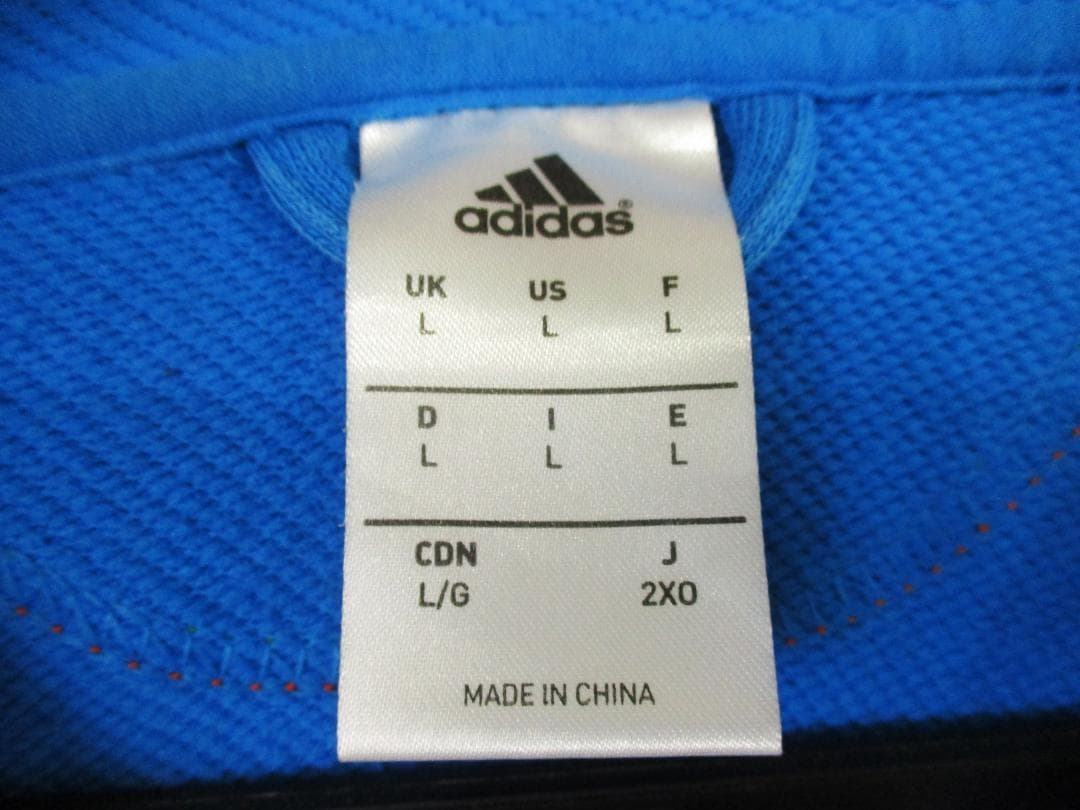 adidas®
UK US F
L L L
D I E
L L L
CDN J
L/G 2XO
MADE IN CHINA